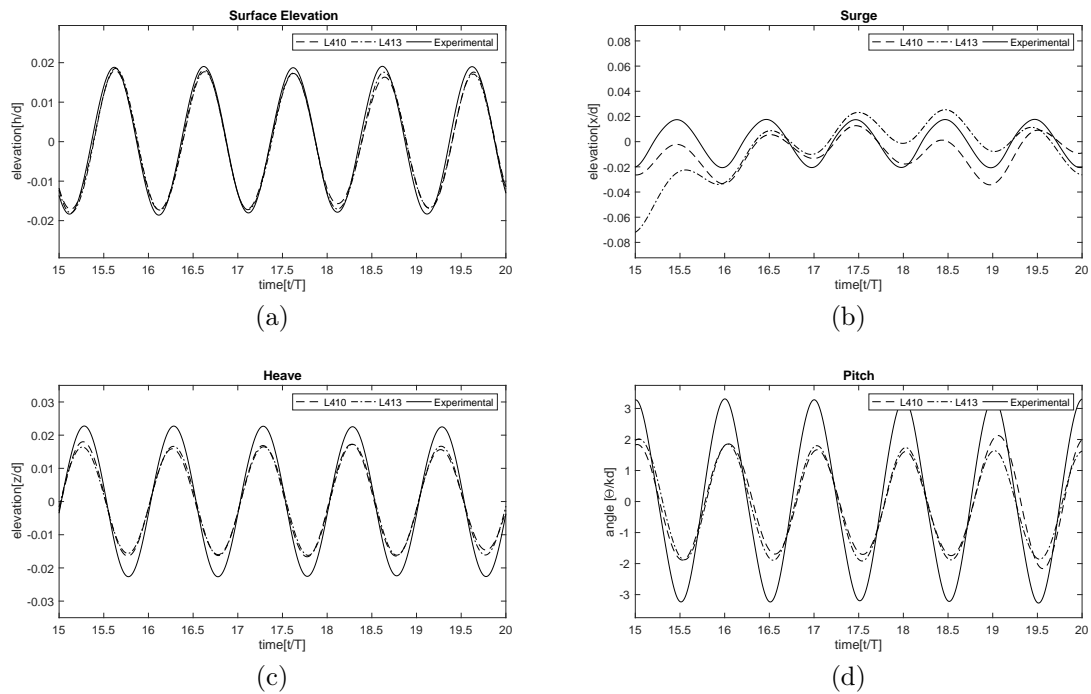 Surface Elevation
L410 L413 Experimental
elevation[h/d]
0.02
0.01
0
-0.01
-0.02
15 15.5 16 16.5 17 17.5 18 18.5 19 19.5 20
time[t/T]
(a)
Surge
L410 L413 Experimental
elevation[x/d]
0.08
0.06
0.04
0.02
0
-0.02
-0.04
-0.06
-0.08
15 15.5 16 16.5 17 17.5 18 18.5 19 19.5 20
time[t/T]
(b)
Heave
L410 L413 Experimental
elevation[z/d]
0.03
0.02
0.01
0
-0.01
-0.02
-0.03
15 15.5 16 16.5 17 17.5 18 18.5 19 19.5 20
time[t/T]
(c)
Pitch
L410 L413 Experimental
angle [Θ/kd]
3
2
1
0
-1
-2
-3
15 15.5 16 16.5 17 17.5 18 18.5 19 19.5 20
time[t/T]
(d)